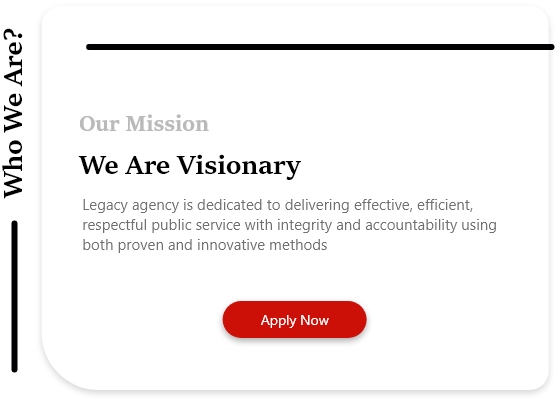 Who We Are?
Our Mission
We Are Visionary
Legacy agency is dedicated to delivering effective, efficient,
respectful public service with integrity and accountability using
both proven and innovative methods
Apply Now